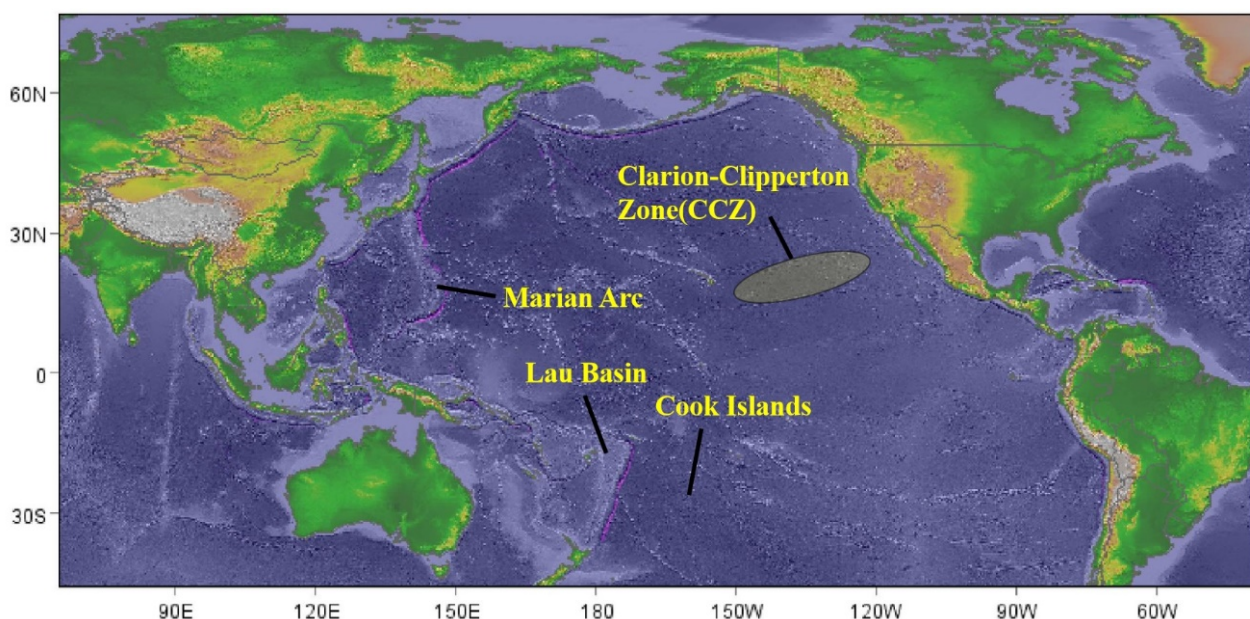 60N
30N
0
30S
Clarion-Clipperton
Zone(CCZ)
Marian Arc
Lau Basin
Cook Islands
90E
120E
150E
180
150W
120W
90W
60W